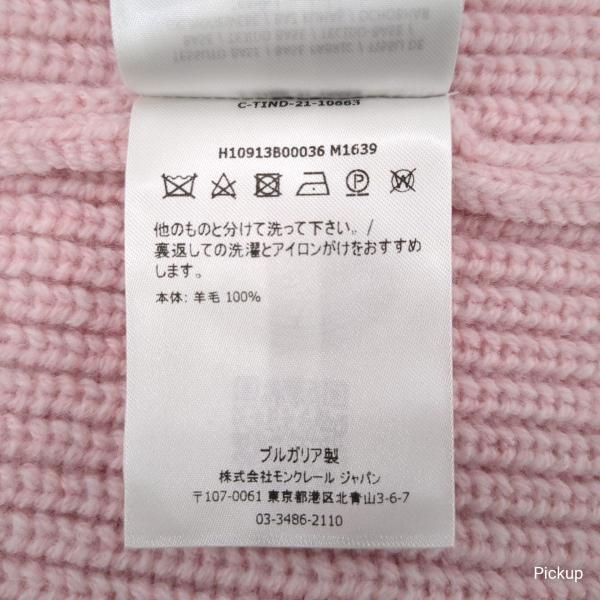 C-TIND-21-10663
H10913B00036 M1639
他のものと分けて洗って下さい。/
裏返しての洗濯とアイロンがけをおすすめ
します。
本体: 羊毛 100%
ブルガリア製
株式会社モンクレール ジャパン
〒107-0061 東京都港区北青山3-6-7
03-3486-2110
Pickup